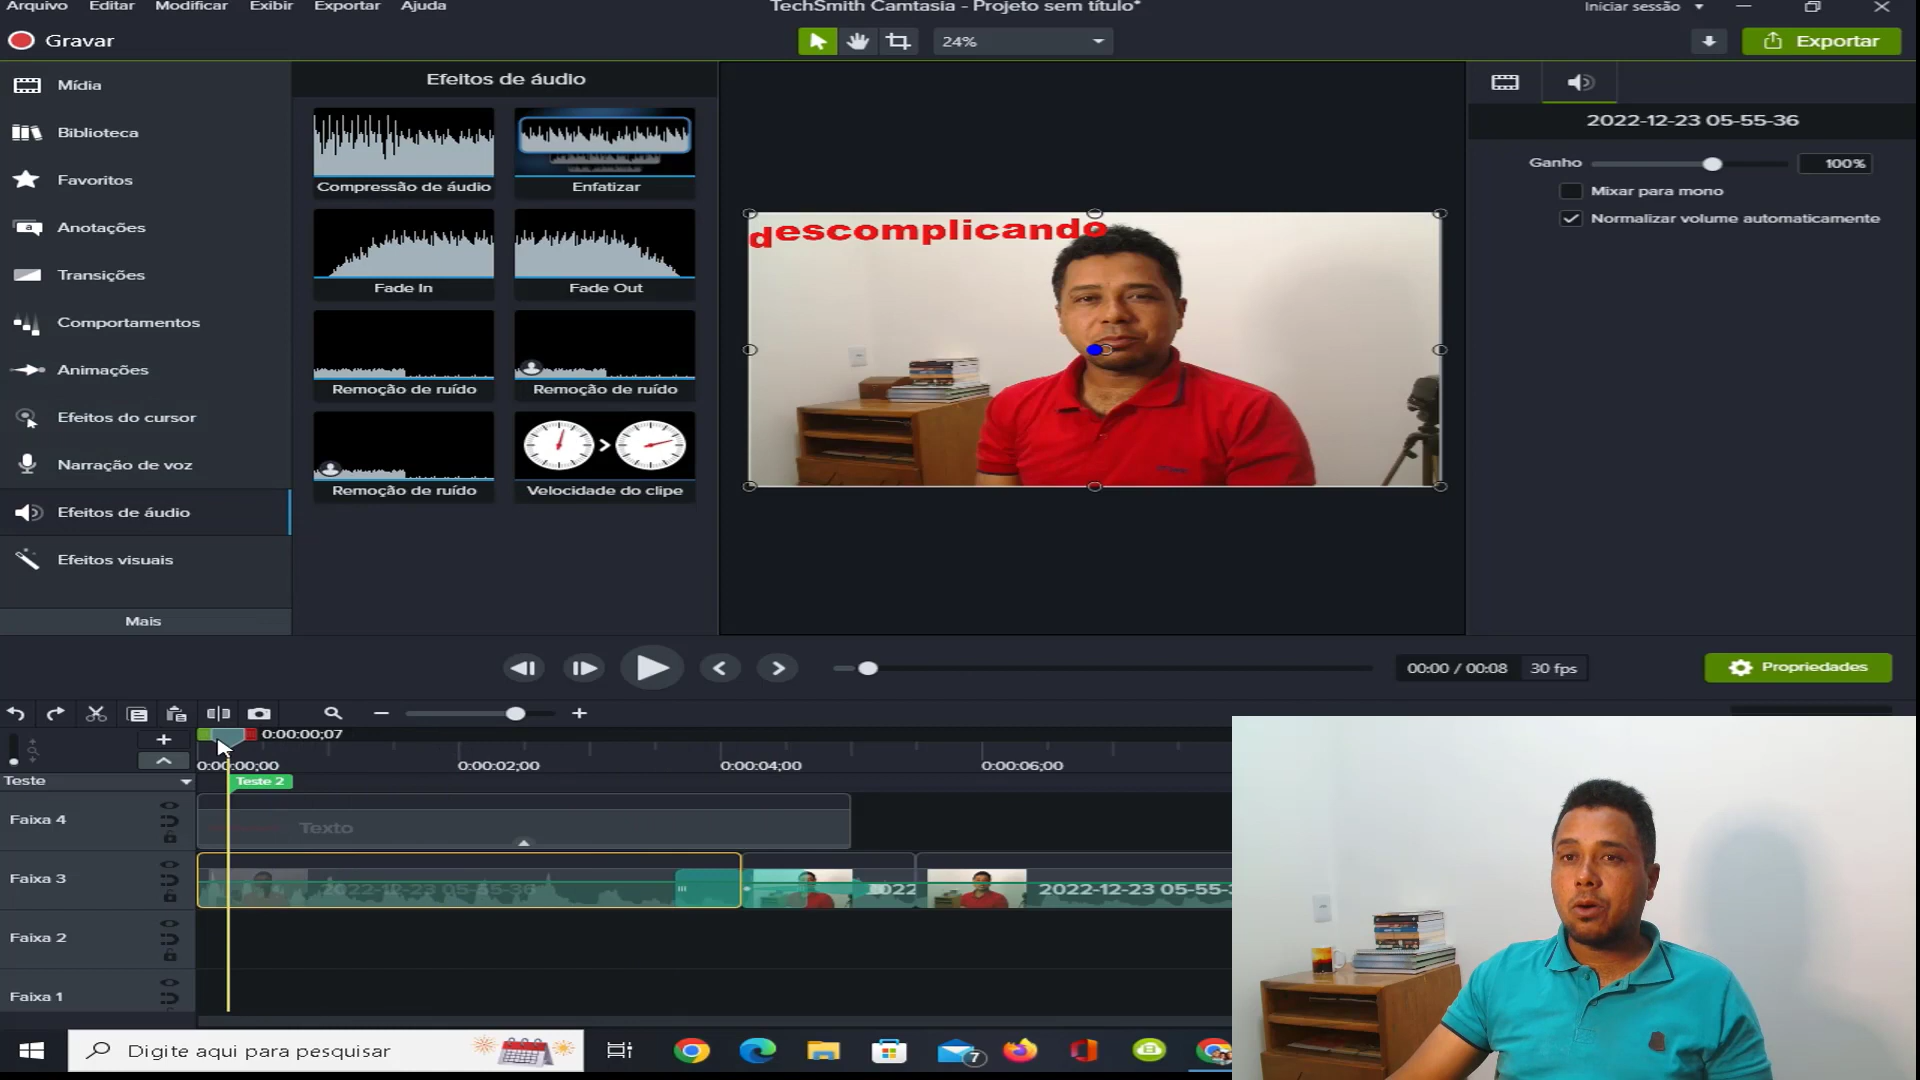 Arquivo Editar Modificar Exibir Exportar Ajuda
TechSmith Camtasia - Projeto sem título*
Iniciar sessão
Gravar
24%
Exportar
Mídia
Biblioteca
Favoritos
Anotações
Transições
Comportamentos
Animações
Efeitos do cursor
Narração de voz
Efeitos de áudio
Efeitos visuais
Mais
Efeitos de áudio
Compressão de áudio
Enfatizar
Fade In
Fade Out
Remoção de ruído
Remoção de ruído
Remoção de ruído
Velocidade do clipe
descomplicando
2022-12-23 05-55-36
Ganho
100%
Mixar para mono
Normalizar volume automaticamente
00:00 / 00:08
30 fps
Propriedades
0:00:00;07
0:00:00;00
0:00:02;00
0:00:04;00
0:00:06;00
Teste
Teste 2
Faixa 4
a Texto
Faixa 3
2022-12-23 05-55-36
2022
2022-12-23 05-55-3
Faixa 2
Faixa 1
Digite aqui para pesquisar
7